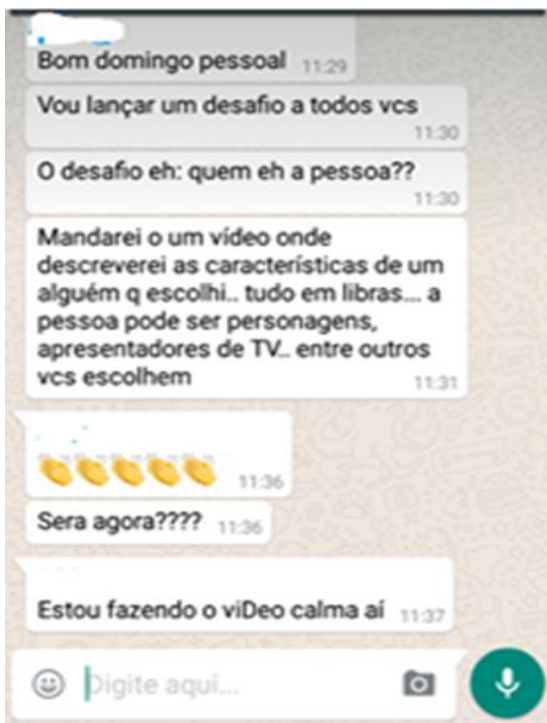 Bom domingo pessoal 11:29
Vou lançar um desafio a todos vcs
11:30
O desafio eh: quem eh a pessoa??
11:30
Mandarei o um vídeo onde
descreverei as características de um
alguém q escolhi.. tudo em libras... a
pessoa pode ser personagens,
apresentadores de TV.. entre outros
vcs escolhem 11:31
👏👏👏👏👏 11:36
Sera agora???? 11:36
Estou fazendo o viDeo calma aí 11:37
Digite aqui...